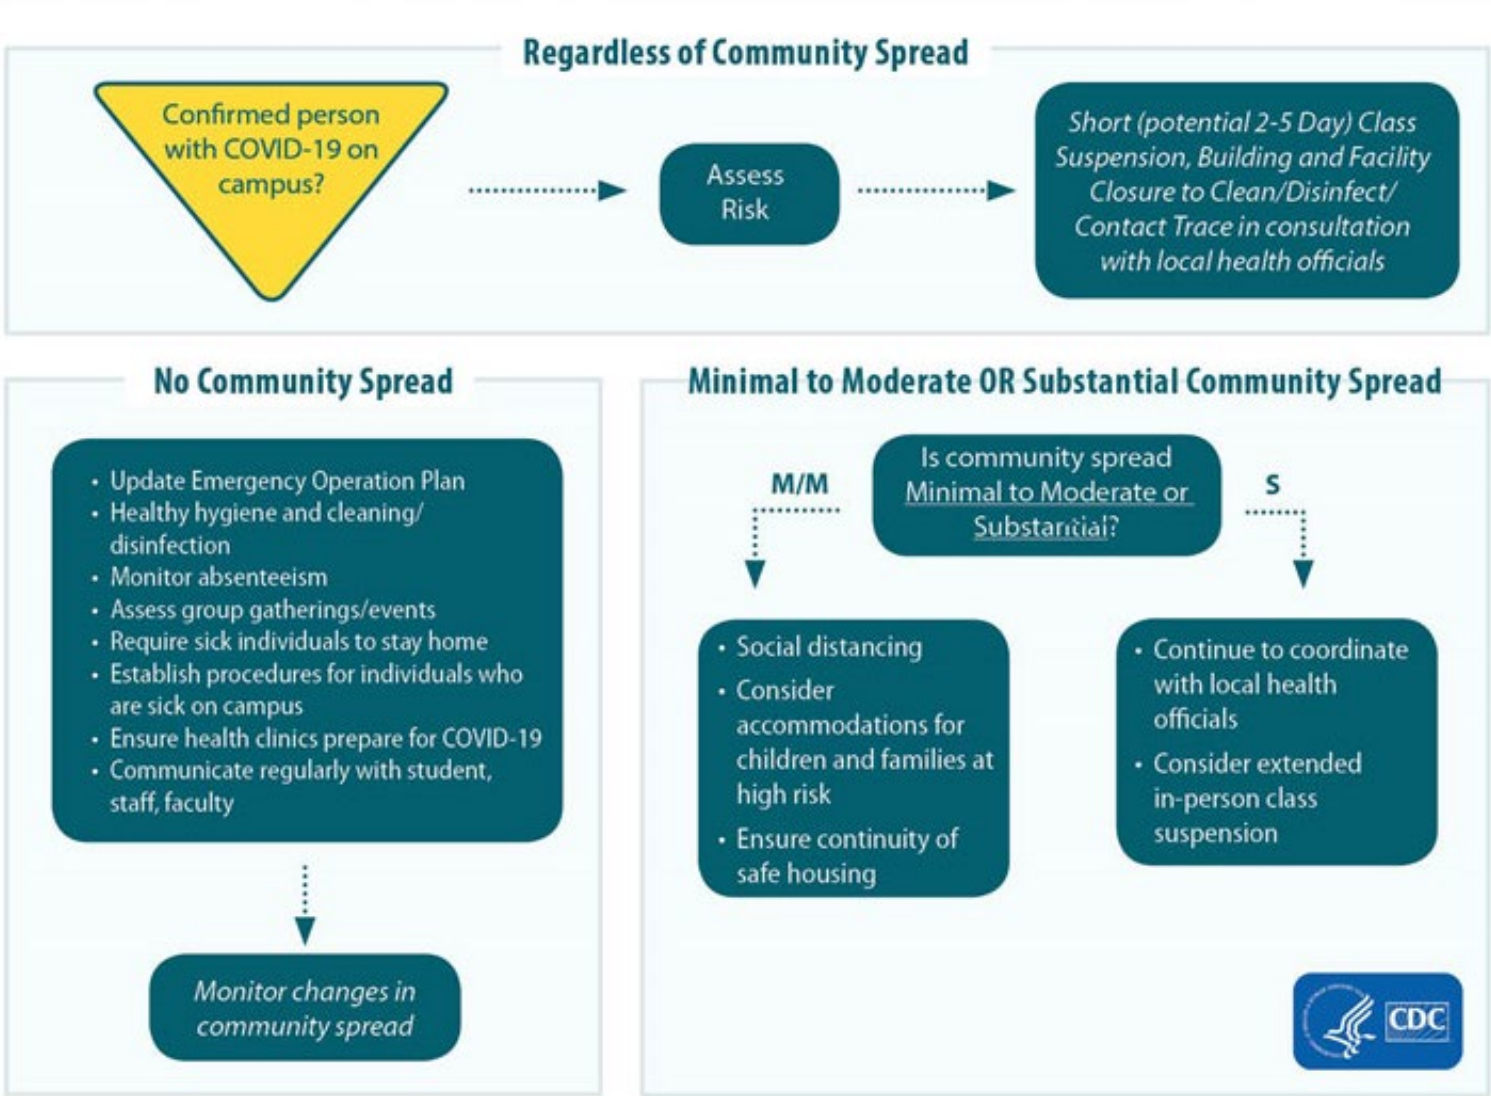 Regardless of Community Spread
Confirmed person
with COVID-19 on
campus?
Assess
Risk
Short (potential 2-5 Day) Class
Suspension, Building and Facility
Closure to Clean/Disinfect/
Contact Trace in consultation
with local health officials
No Community Spread
• Update Emergency Operation Plan
• Healthy hygiene and cleaning/
disinfection
• Monitor absenteeism
• Assess group gatherings/events
• Require sick individuals to stay home
• Establish procedures for individuals who
are sick on campus
• Ensure health clinics prepare for COVID-19
• Communicate regularly with student,
staff, faculty
Monitor changes in
community spread
Minimal to Moderate OR Substantial Community Spread
Is community spread
Minimal to Moderate or
Substantial?
M/M
S
• Social distancing
• Consider
accommodations for
children and families at
high risk
• Ensure continuity of
safe housing
• Continue to coordinate
with local health
officials
• Consider extended
in-person class
suspension
CDC